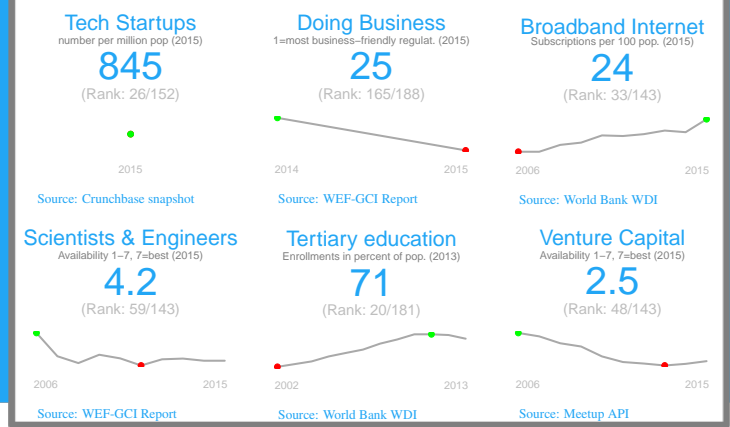 Tech Startups
number per million pop (2015)
845
(Rank: 26/152)
2015
Source: Crunchbase snapshot
Doing Business
1=most business−friendly regulat. (2015)
25
(Rank: 165/188)
2014 2015
Source: WEF-GCI Report
Broadband Internet
Subscriptions per 100 pop. (2015)
24
(Rank: 33/143)
2006 2015
Source: World Bank WDI
Scientists & Engineers
Availability 1−7, 7=best (2015)
4.2
(Rank: 59/143)
2006 2015
Source: WEF-GCI Report
Tertiary education
Enrollments in percent of pop. (2013)
71
(Rank: 20/181)
2002 2013
Source: World Bank WDI
Venture Capital
Availability 1−7, 7=best (2015)
2.5
(Rank: 48/143)
2006 2015
Source: Meetup API